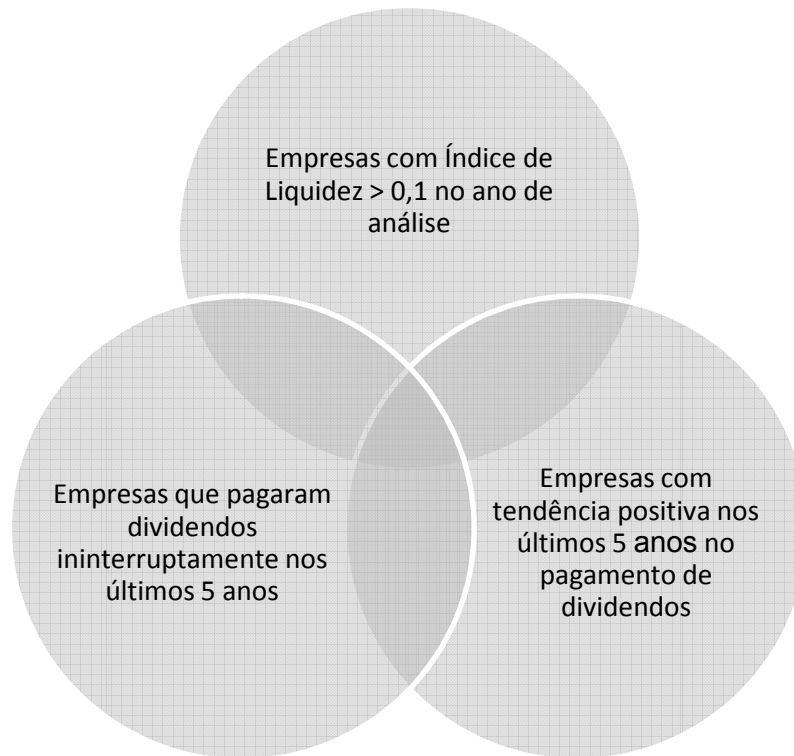 Empresas com Índice de
Liquidez > 0,1 no ano de
análise
Empresas que pagaram
dividendos
ininterruptamente nos
últimos 5 anos
Empresas com
tendência positiva nos
últimos 5 anos no
pagamento de
dividendos